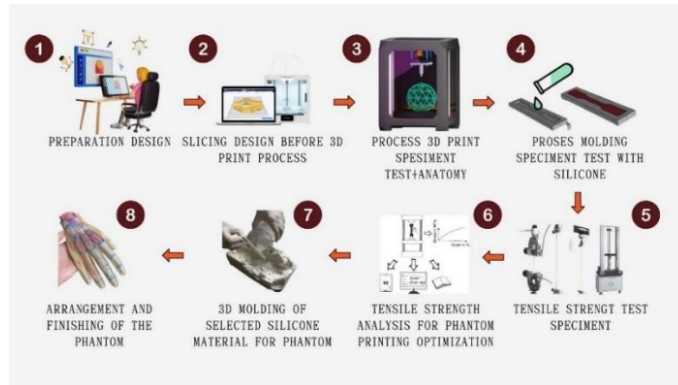 1
PREPARATION DESIGN
2
SLICING DESIGN BEFORE 3D
PRINT PROCESS
3
PROCESS 3D PRINT
SPESIMENT
TEST+ANATOMY
4
PROSES MOLDING
SPECIMENT TEST WITH
SILICONE
5
TENSILE STRENGT TEST
SPECIMENT
6
TENSILE STRENGTH
ANALYSIS FOR PHANTOM
PRINTING OPTIMIZATION
7
3D MOLDING OF
SELECTED SILICONE
MATERIAL FOR PHANTOM
8
ARRANGEMENT AND
FINISHING OF THE
PHANTOM